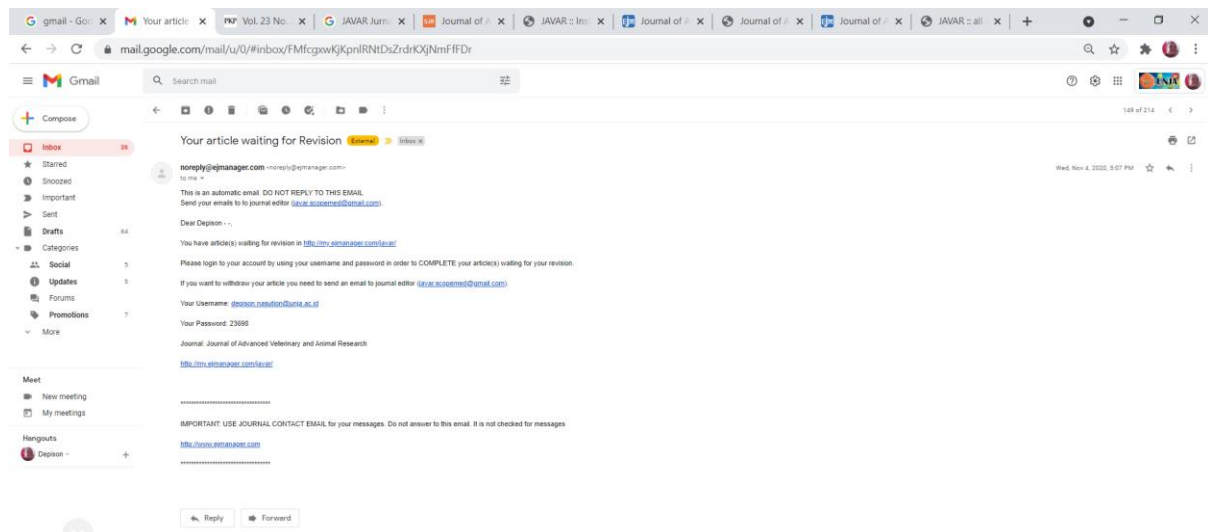 gmail - Goo
Your article
PKP Vol. 23 No.
JAVAR Jurna
SJR Journal of A
JAVAR :: Inst
Journal of A
Journal of A
Journal of A
JAVAR :: all
mail.google.com/mail/u/0/#inbox/FMfcgxwKjKpnlRNtDsZrdrKXjNmFfFDr
Gmail
Search mail
UNJA
Compose
149 of 214
Your article waiting for Revision External Inbox x
Inbox 36
Starred
Snoozed
Important
Sent
Drafts 64
Categories
Social 5
Updates 5
Forums
Promotions 7
More
noreply@ejmanager.com <noreply@ejmanager.com>
Wed, Nov 4, 2020, 5:07 PM
to me
This is an automatic email. DO NOT REPLY TO THIS EMAIL
Send your emails to to journal editor (javar.scopemed@gmail.com).
Dear Depison - -,
You have article(s) waiting for revision in http://my.ejmanager.com/javar/
Please login to your account by using your username and password in order to COMPLETE your article(s) waiting for your revision.
If you want to withdraw your article you need to send an email to journal editor (javar.scopemed@gmail.com).
Your Username: depison.nasution@unja.ac.id
Your Password: 23698
Journal: Journal of Advanced Veterinary and Animal Research
http://my.ejmanager.com/javar/
*********************************
IMPORTANT: USE JOURNAL CONTACT EMAIL for your messages. Do not answer to this email. It is not checked for messages
http://www.ejmanager.com
*********************************
Meet
New meeting
My meetings
Hangouts
Depison -
Reply
Forward